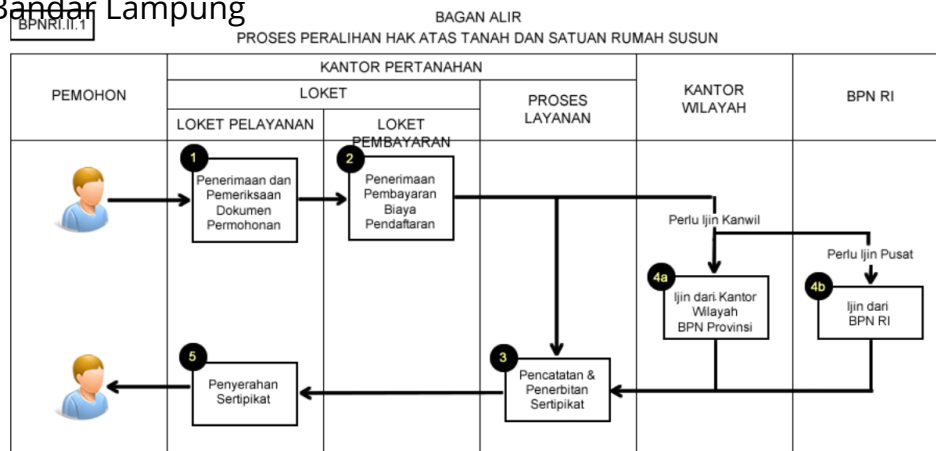 Bandar Lampung
BPNRI.II.1
BAGAN ALIR
PROSES PERALIHAN HAK ATAS TANAH DAN SATUAN RUMAH SUSUN
PEMOHON
KANTOR PERTANAHAN
LOKET
LOKET PELAYANAN
LOKET
PEMBAYARAN
PROSES
LAYANAN
KANTOR
WILAYAH
BPN RI
1
Penerimaan dan
Pemeriksaan
Dokumen
Permohonan
2
Penerimaan
Pembayaran
Biaya
Pendaftaran
Perlu Ijin Kanwil
Perlu Ijin Pusat
4a
Ijin dari Kantor
Wilayah
BPN Provinsi
4b
Ijin dari
BPN RI
5
Penyerahan
Sertipikat
3
Pencatatan &
Penerbitan
Sertipikat